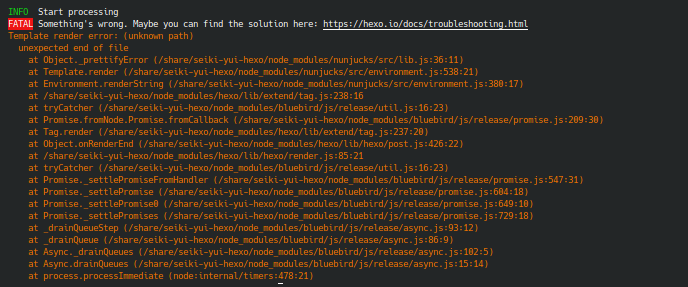 INFO  Start processing
FATAL Something's wrong. Maybe you can find the solution here: https://hexo.io/docs/troubleshooting.html
Template render error: (unknown path)
  unexpected end of file
    at Object._prettifyError (/share/seiki-yui-hexo/node_modules/nunjucks/src/lib.js:36:11)
    at Template.render (/share/seiki-yui-hexo/node_modules/nunjucks/src/environment.js:538:21)
    at Environment.renderString (/share/seiki-yui-hexo/node_modules/nunjucks/src/environment.js:380:17)
    at /share/seiki-yui-hexo/node_modules/hexo/lib/extend/tag.js:238:16
    at tryCatcher (/share/seiki-yui-hexo/node_modules/bluebird/js/release/util.js:16:23)
    at Promise.fromNode.Promise.fromCallback (/share/seiki-yui-hexo/node_modules/bluebird/js/release/promise.js:209:30)
    at Tag.render (/share/seiki-yui-hexo/node_modules/hexo/lib/extend/tag.js:237:20)
    at Object.onRenderEnd (/share/seiki-yui-hexo/node_modules/hexo/lib/hexo/post.js:426:22)
    at /share/seiki-yui-hexo/node_modules/hexo/lib/hexo/render.js:85:21
    at tryCatcher (/share/seiki-yui-hexo/node_modules/bluebird/js/release/util.js:16:23)
    at Promise._settlePromiseFromHandler (/share/seiki-yui-hexo/node_modules/bluebird/js/release/promise.js:547:31)
    at Promise._settlePromise (/share/seiki-yui-hexo/node_modules/bluebird/js/release/promise.js:604:18)
    at Promise._settlePromise0 (/share/seiki-yui-hexo/node_modules/bluebird/js/release/promise.js:649:10)
    at Promise._settlePromises (/share/seiki-yui-hexo/node_modules/bluebird/js/release/promise.js:729:18)
    at _drainQueueStep (/share/seiki-yui-hexo/node_modules/bluebird/js/release/async.js:93:12)
    at _drainQueue (/share/seiki-yui-hexo/node_modules/bluebird/js/release/async.js:86:9)
    at Async._drainQueues (/share/seiki-yui-hexo/node_modules/bluebird/js/release/async.js:102:5)
    at Async.drainQueues (/share/seiki-yui-hexo/node_modules/bluebird/js/release/async.js:15:14)
    at process.processImmediate (node:internal/timers:478:21)